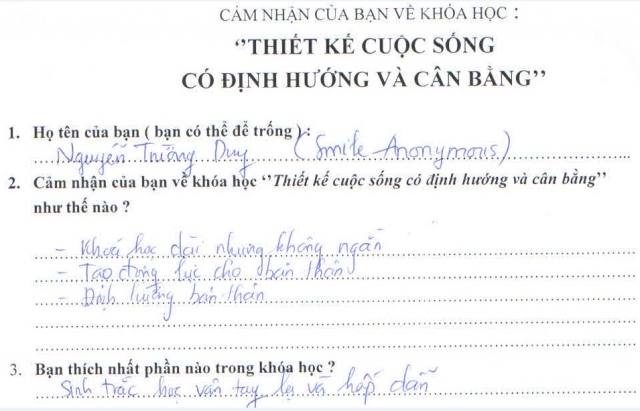 CẢM NHẬN CỦA BẠN VỀ KHÓA HỌC :
‘’THIẾT KẾ CUỘC SỐNG
CÓ ĐỊNH HƯỚNG VÀ CÂN BẰNG’’
1. Họ tên của bạn ( bạn có thể để trống ) :
Nguyễn Trường Duy ( Smile Anonymous )
2. Cảm nhận của bạn về khóa học ‘’Thiết kế cuộc sống có định hướng và cân bằng’’
như thế nào ?
- Khoá học dài nhưng không ngắn
- Tạo động lực cho bản thân
- Định hướng bản thân
3. Bạn thích nhất phần nào trong khóa học ?
Sinh trắc học vân tay lạ và hấp dẫn